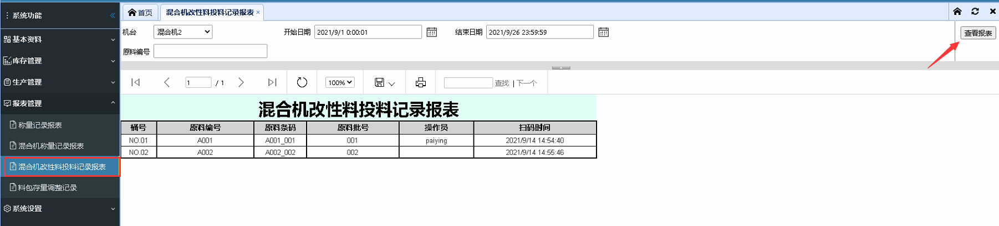 系统功能
首页
混合机改性料投料记录报表 ×
机台
混合机2
开始日期
2021/9/1 0:00:01
结束日期
2021/9/26 23:59:59
查看报表
原料编号
基本资料
库存管理
生产管理
报表管理
称量记录报表
混合机称量记录报表
混合机改性料投料记录报表
料包存量调整记录
系统设置
1 / 1
100%
查找 | 下一个
混合机改性料投料记录报表
桶号 原料编号 原料条码 原料批号 操作员 扫码时间
NO.01 A001 A001_001 001 paiying 2021/9/14 14:54:40
NO.02 A002 A002_002 002 2021/9/14 14:55:46